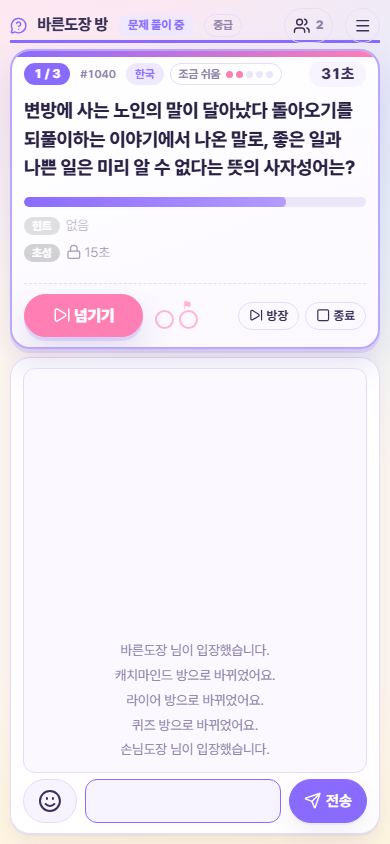 바른도장 방 문제 풀이 중 중급 2
1 / 3 #1040 한국 조금 쉬움 31초
변방에 사는 노인의 말이 달아났다 돌아오기를
되풀이하는 이야기에서 나온 말로, 좋은 일과
나쁜 일은 미리 알 수 없다는 뜻의 사자성어는?
힌트 없음
초성 15초
넘기기 방장 종료
바른도장 님이 입장했습니다.
캐치마인드 방으로 바뀌었어요.
라이어 방으로 바뀌었어요.
퀴즈 방으로 바뀌었어요.
손님도장 님이 입장했습니다.
전송